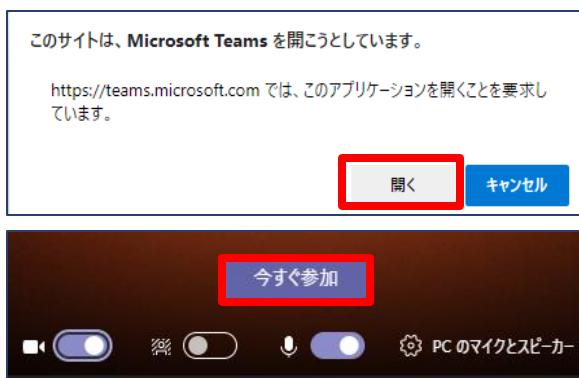 このサイトは、Microsoft Teams を開こうとしています。
https://teams.microsoft.com では、このアプリケーションを開くことを要求し
ています。
開く キャンセル
今すぐ参加
PC のマイクとスピーカー